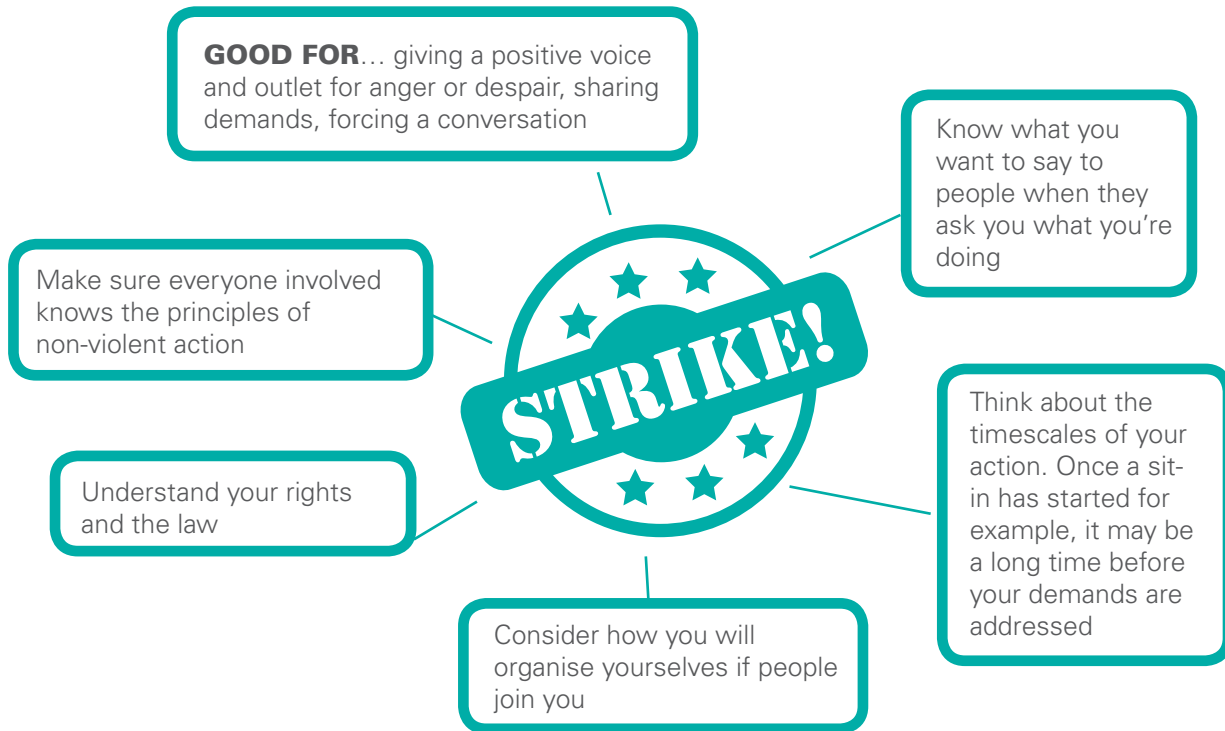 GOOD FOR… giving a positive voice
and outlet for anger or despair, sharing
demands, forcing a conversation
Know what you
want to say to
people when they
ask you what you're
doing
Make sure everyone involved
knows the principles of
non-violent action
STRIKE!
Think about the
timescales of your
action. Once a sit-
in has started for
example, it may be
a long time before
your demands are
addressed
Understand your rights
and the law
Consider how you will
organise yourselves if people
join you